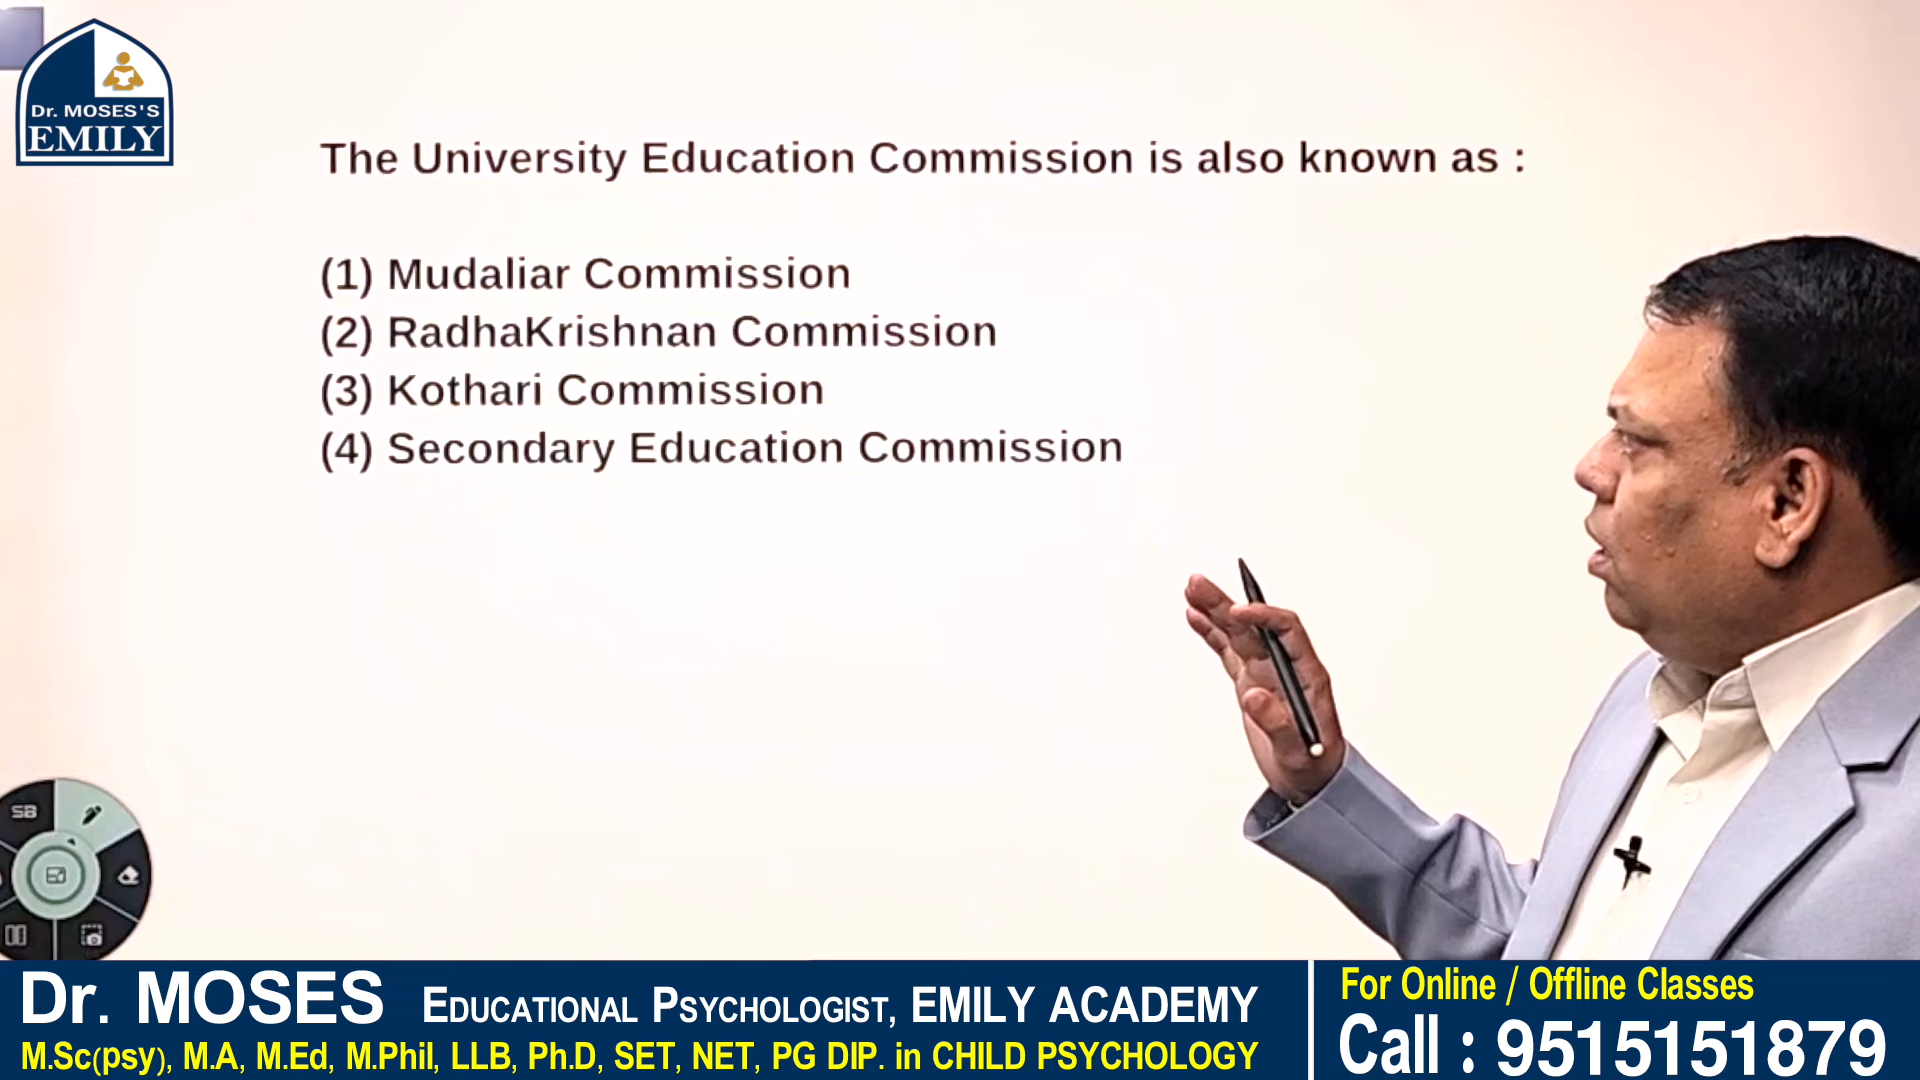 Dr. MOSES'S
EMILY
The University Education Commission is also known as :
(1) Mudaliar Commission
(2) RadhaKrishnan Commission
(3) Kothari Commission
(4) Secondary Education Commission
SB
Dr. MOSES EDUCATIONAL PSYCHOLOGIST, EMILY ACADEMY
M.Sc(psy), M.A, M.Ed, M.Phil, LLB, Ph.D, SET, NET, PG DIP. in CHILD PSYCHOLOGY
For Online / Offline Classes
Call : 9515151879